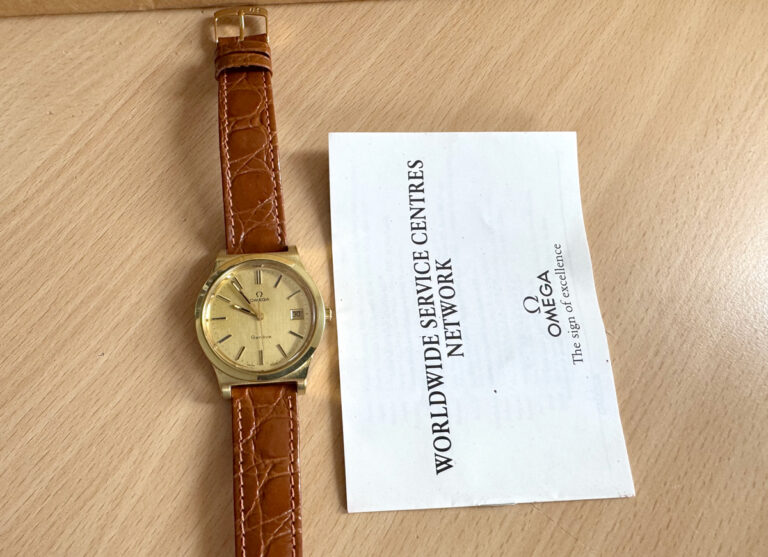 Ω
OMEGA
Genève
WORLDWIDE SERVICE CENTRES
NETWORK
Ω
OMEGA
The sign of excellence